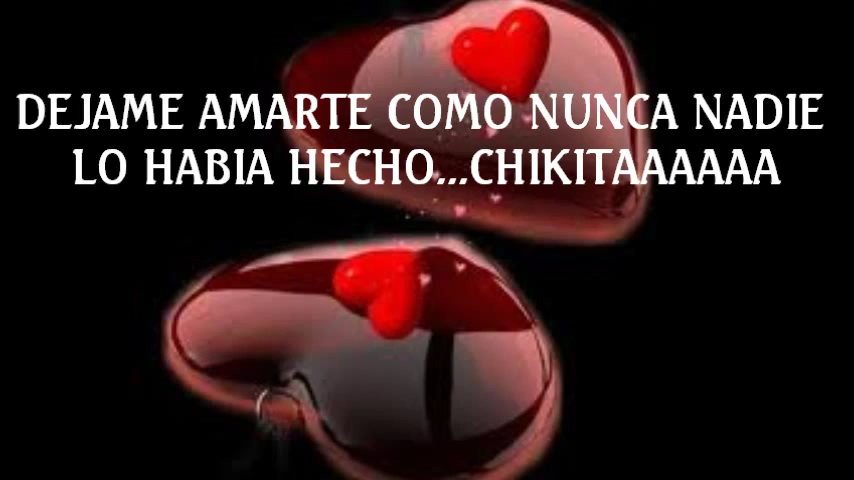 DEJAME AMARTE COMO NUNCA NADIE
LO HABIA HECHO...CHIKITAAAAAA